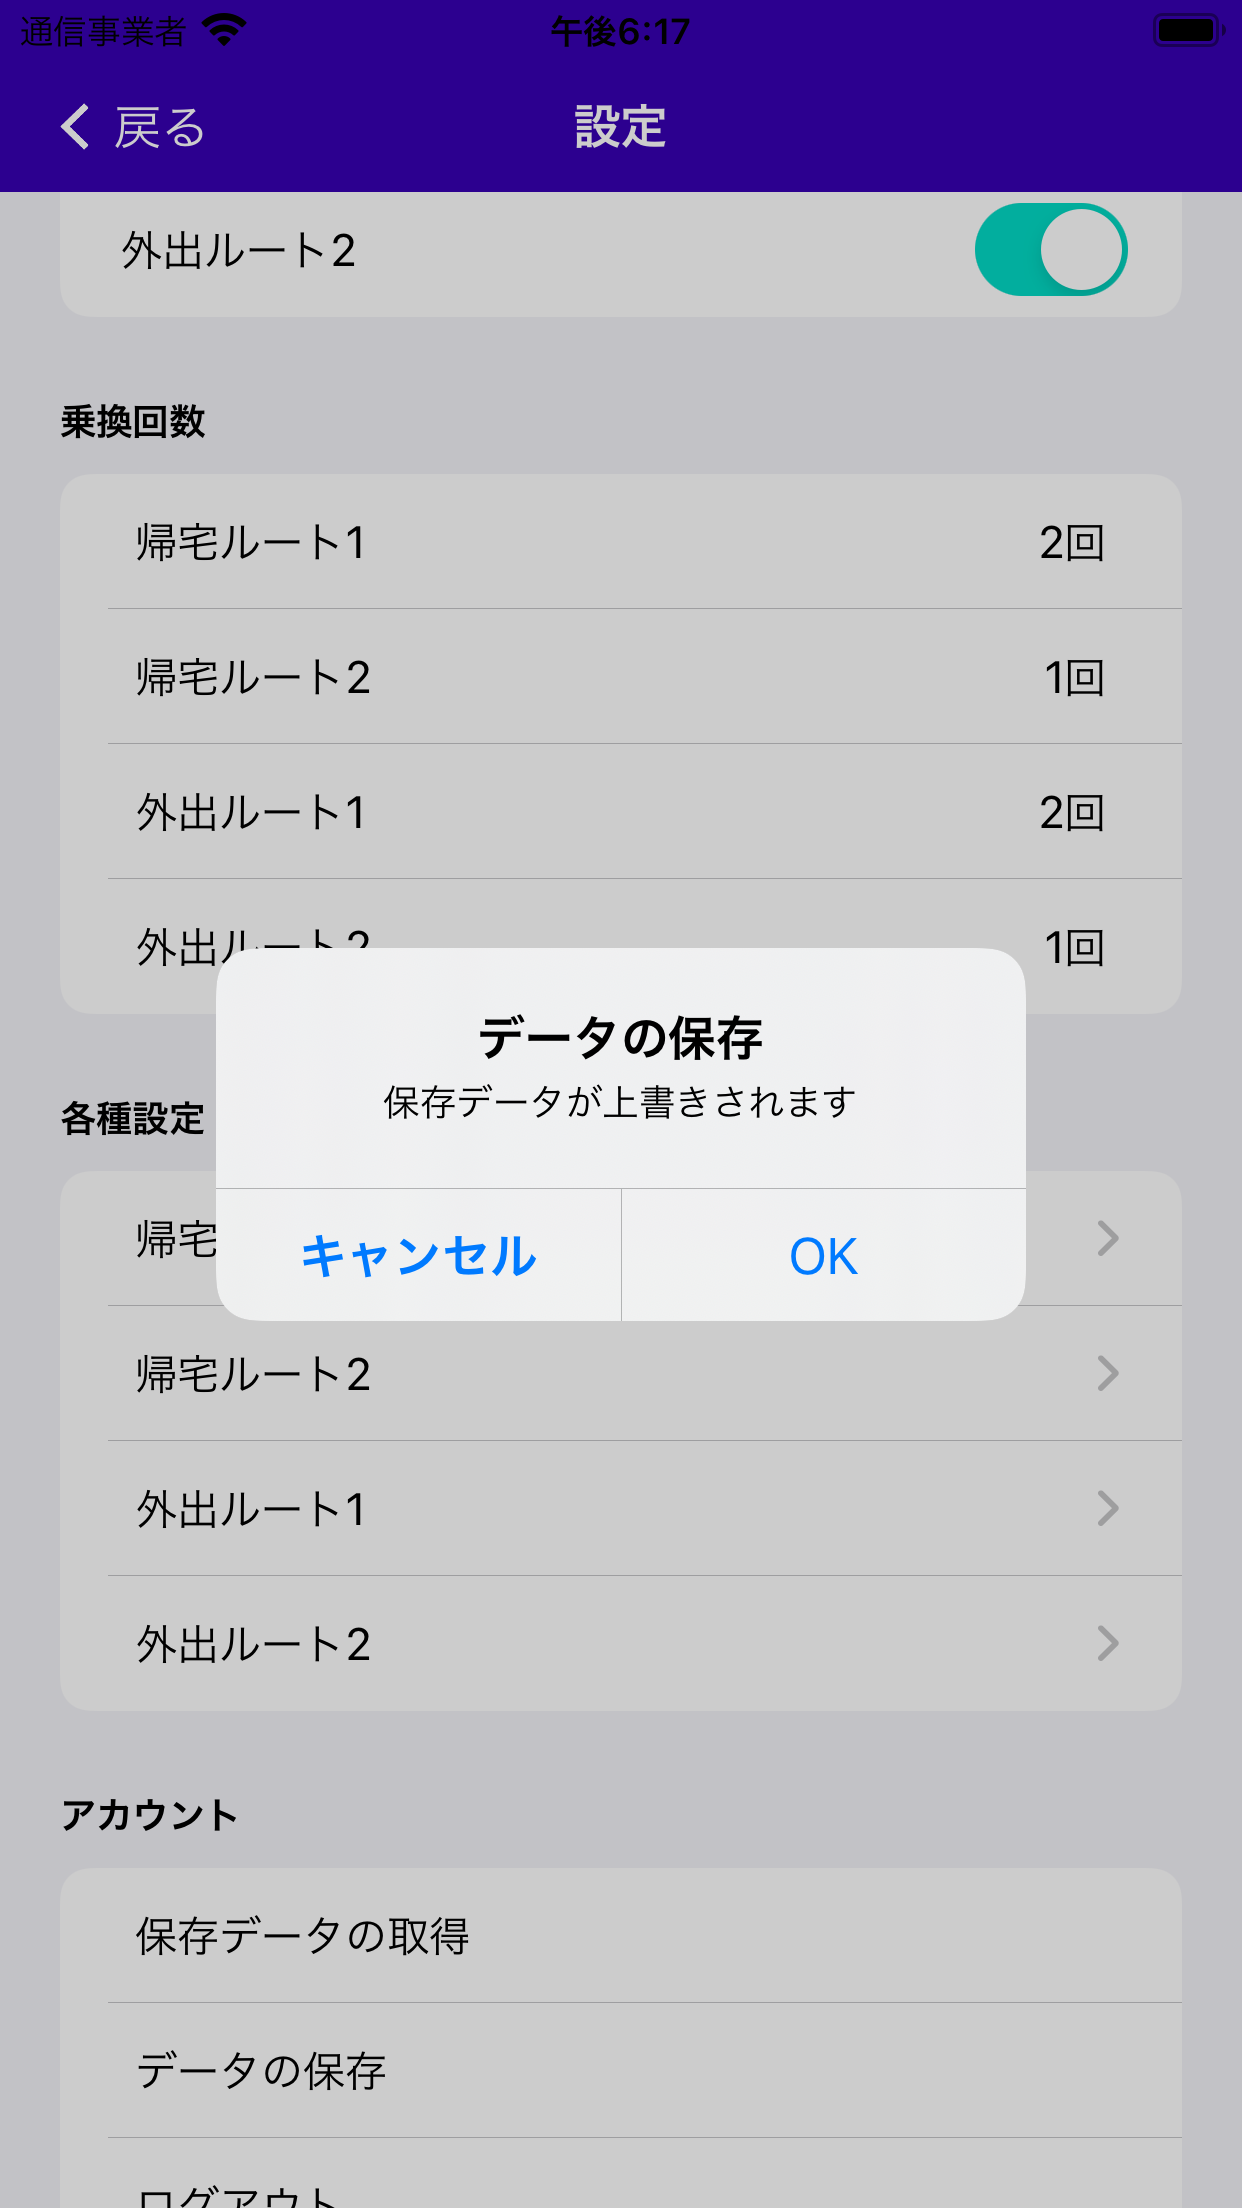 通信事業者
午後6:17
戻る
設定
外出ルート2
乗換回数
帰宅ルート1
2回
帰宅ルート2
1回
外出ルート1
2回
外出ルート2
1回
データの保存
保存データが上書きされます
キャンセル
OK
各種設定
帰宅
帰宅ルート2
外出ルート1
外出ルート2
アカウント
保存データの取得
データの保存
ログアウト